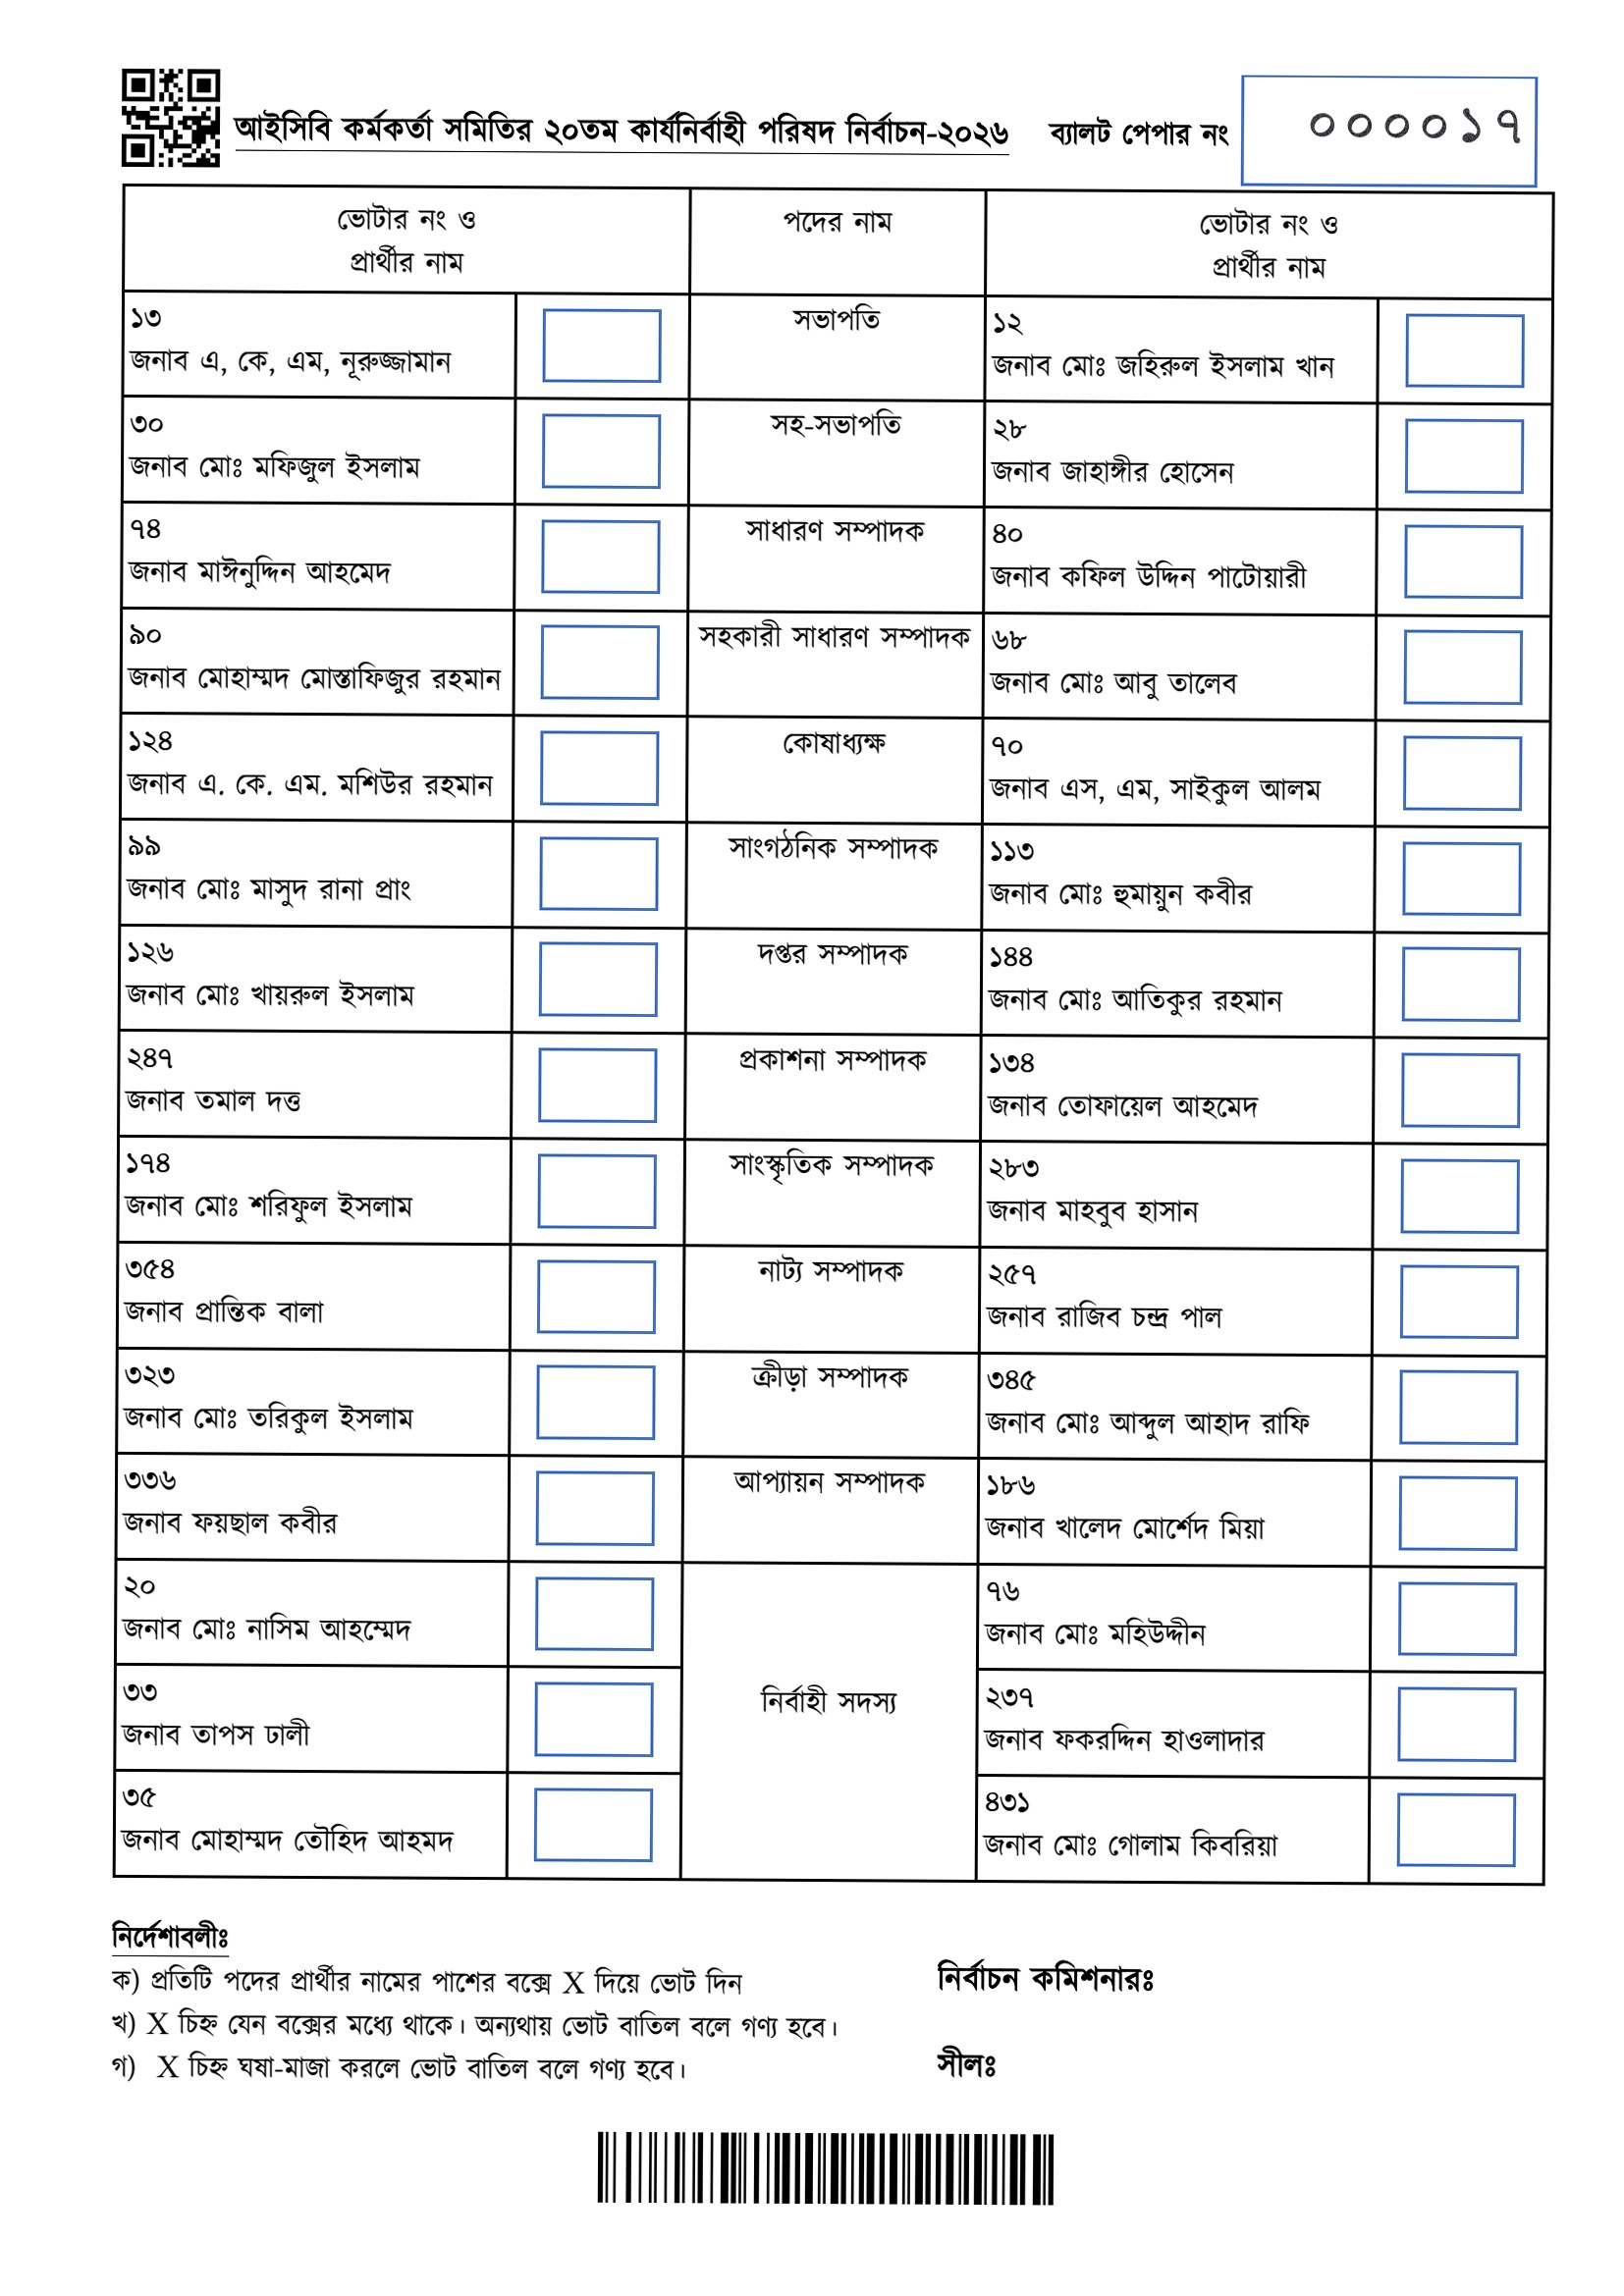 আইসিবি কর্মকর্তা সমিতির ২০তম কার্যনির্বাহী পরিষদ নির্বাচন-২০২৬ ব্যালট পেপার নং ০০০০১৭
ভোটার নং ও
প্রার্থীর নাম
পদের নাম
ভোটার নং ও
প্রার্থীর নাম
১৩
জনাব এ, কে, এম, নূরুজ্জামান
সভাপতি
১২
জনাব মোঃ জহিরুল ইসলাম খান
৩০
জনাব মোঃ মফিজুল ইসলাম
সহ-সভাপতি
২৮
জনাব জাহাঙ্গীর হোসেন
৭৪
জনাব মাঈনুদ্দিন আহমেদ
সাধারণ সম্পাদক
৪০
জনাব কফিল উদ্দিন পাটোয়ারী
৯০
জনাব মোহাম্মদ মোস্তাফিজুর রহমান
সহকারী সাধারণ সম্পাদক
৬৮
জনাব মোঃ আবু তালেব
১২৪
জনাব এ. কে. এম. মশিউর রহমান
কোষাধ্যক্ষ
৭০
জনাব এস, এম, সাইকুল আলম
৯৯
জনাব মোঃ মাসুদ রানা প্রাং
সাংগঠনিক সম্পাদক
১১৩
জনাব মোঃ হুমায়ুন কবীর
১২৬
জনাব মোঃ খায়রুল ইসলাম
দপ্তর সম্পাদক
১৪৪
জনাব মোঃ আতিকুর রহমান
২৪৭
জনাব তমাল দত্ত
প্রকাশনা সম্পাদক
১৩৪
জনাব তোফায়েল আহমেদ
১৭৪
জনাব মোঃ শরিফুল ইসলাম
সাংস্কৃতিক সম্পাদক
২৮৩
জনাব মাহবুব হাসান
৩৫৪
জনাব প্রান্তিক বালা
নাট্য সম্পাদক
২৫৭
জনাব রাজিব চন্দ্র পাল
৩২৩
জনাব মোঃ তরিকুল ইসলাম
ক্রীড়া সম্পাদক
৩৪৫
জনাব মোঃ আব্দুল আহাদ রাফি
৩৩৬
জনাব ফয়ছাল কবীর
আপ্যায়ন সম্পাদক
১৮৬
জনাব খালেদ মোর্শেদ মিয়া
২০
জনাব মোঃ নাসিম আহম্মেদ
৭৬
জনাব মোঃ মহিউদ্দীন
৩৩
জনাব তাপস ঢালী
নির্বাহী সদস্য
২৩৭
জনাব ফকরদ্দিন হাওলাদার
৩৫
জনাব মোহাম্মদ তৌহিদ আহমদ
৪৩১
জনাব মোঃ গোলাম কিবরিয়া
নির্দেশাবলীঃ
ক) প্রতিটি পদের প্রার্থীর নামের পাশের বক্সে X দিয়ে ভোট দিন
খ) X চিহ্ন যেন বক্সের মধ্যে থাকে। অন্যথায় ভোট বাতিল বলে গণ্য হবে।
গ) X চিহ্ন ঘষা-মাজা করলে ভোট বাতিল বলে গণ্য হবে।
নির্বাচন কমিশনারঃ
সীলঃ